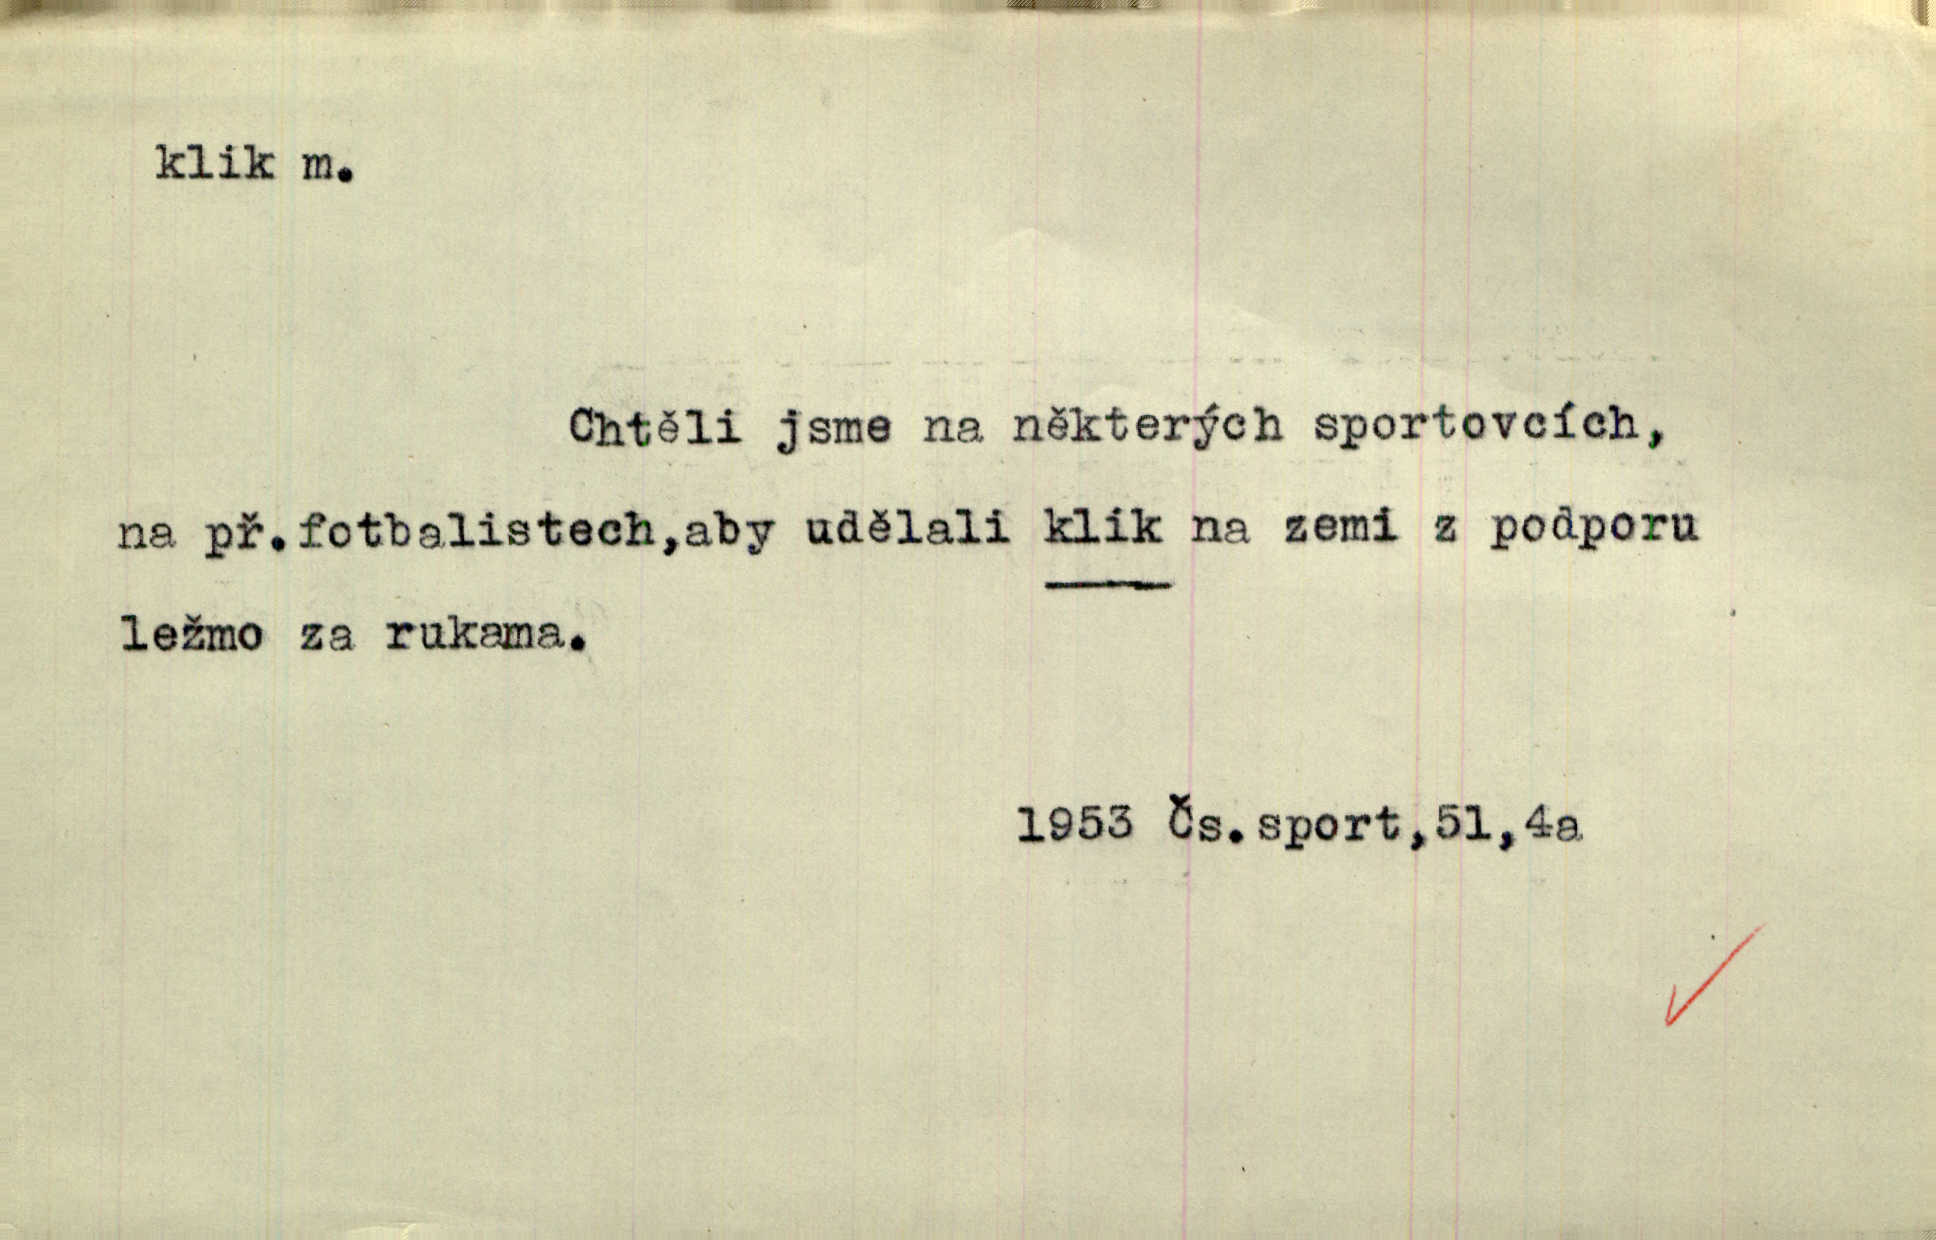 klik m.
Chtěli jsme na některých sportovcích,
na př.fotbalistech,aby udělali klik na zemi z podporu
ležmo za rukama.
1953 Čs.sport,51,4a